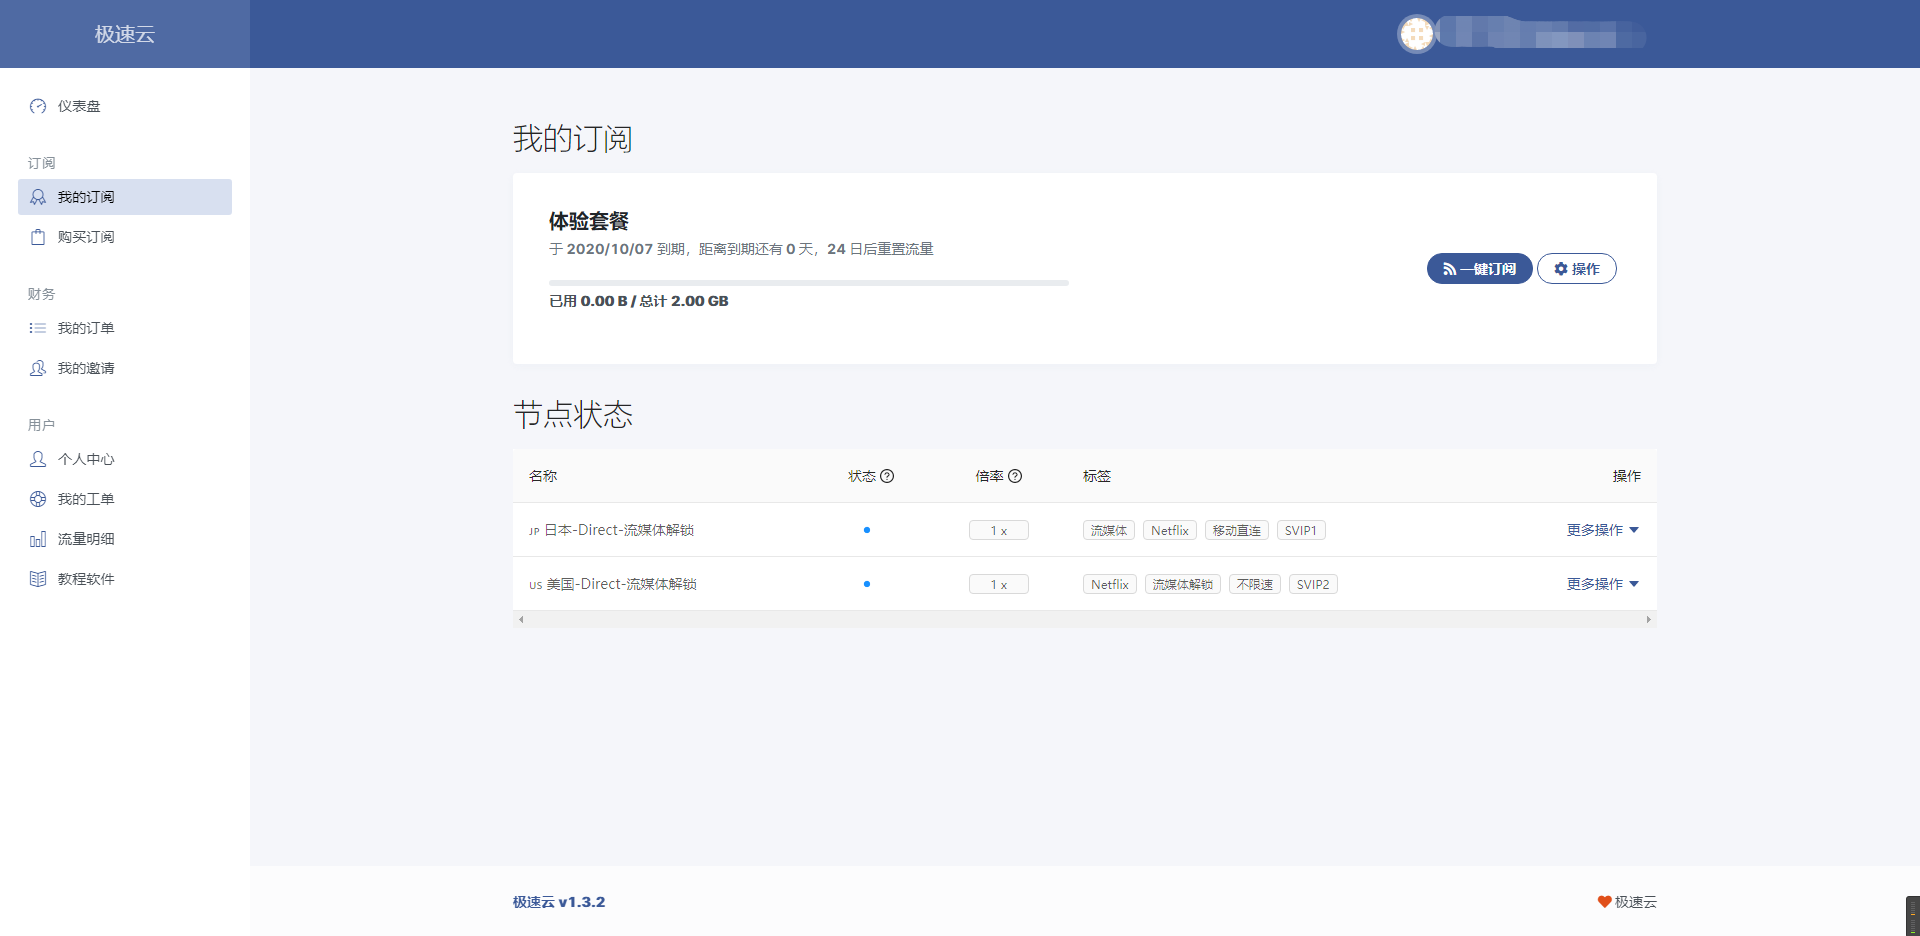 极速云
仪表盘
订阅
我的订阅
购买订阅
财务
我的订单
我的邀请
用户
个人中心
我的工单
流量明细
教程软件
我的订阅
体验套餐
于 2020/10/07 到期，距离到期还有 0 天，24 日后重置流量
已用 0.00 B / 总计 2.00 GB
一键订阅 操作
节点状态
名称 状态 倍率 标签 操作
JP 日本-Direct-流媒体解锁 1 x 流媒体 Netflix 移动直连 SVIP1 更多操作
US 美国-Direct-流媒体解锁 1 x Netflix 流媒体解锁 不限速 SVIP2 更多操作
极速云 v1.3.2 极速云